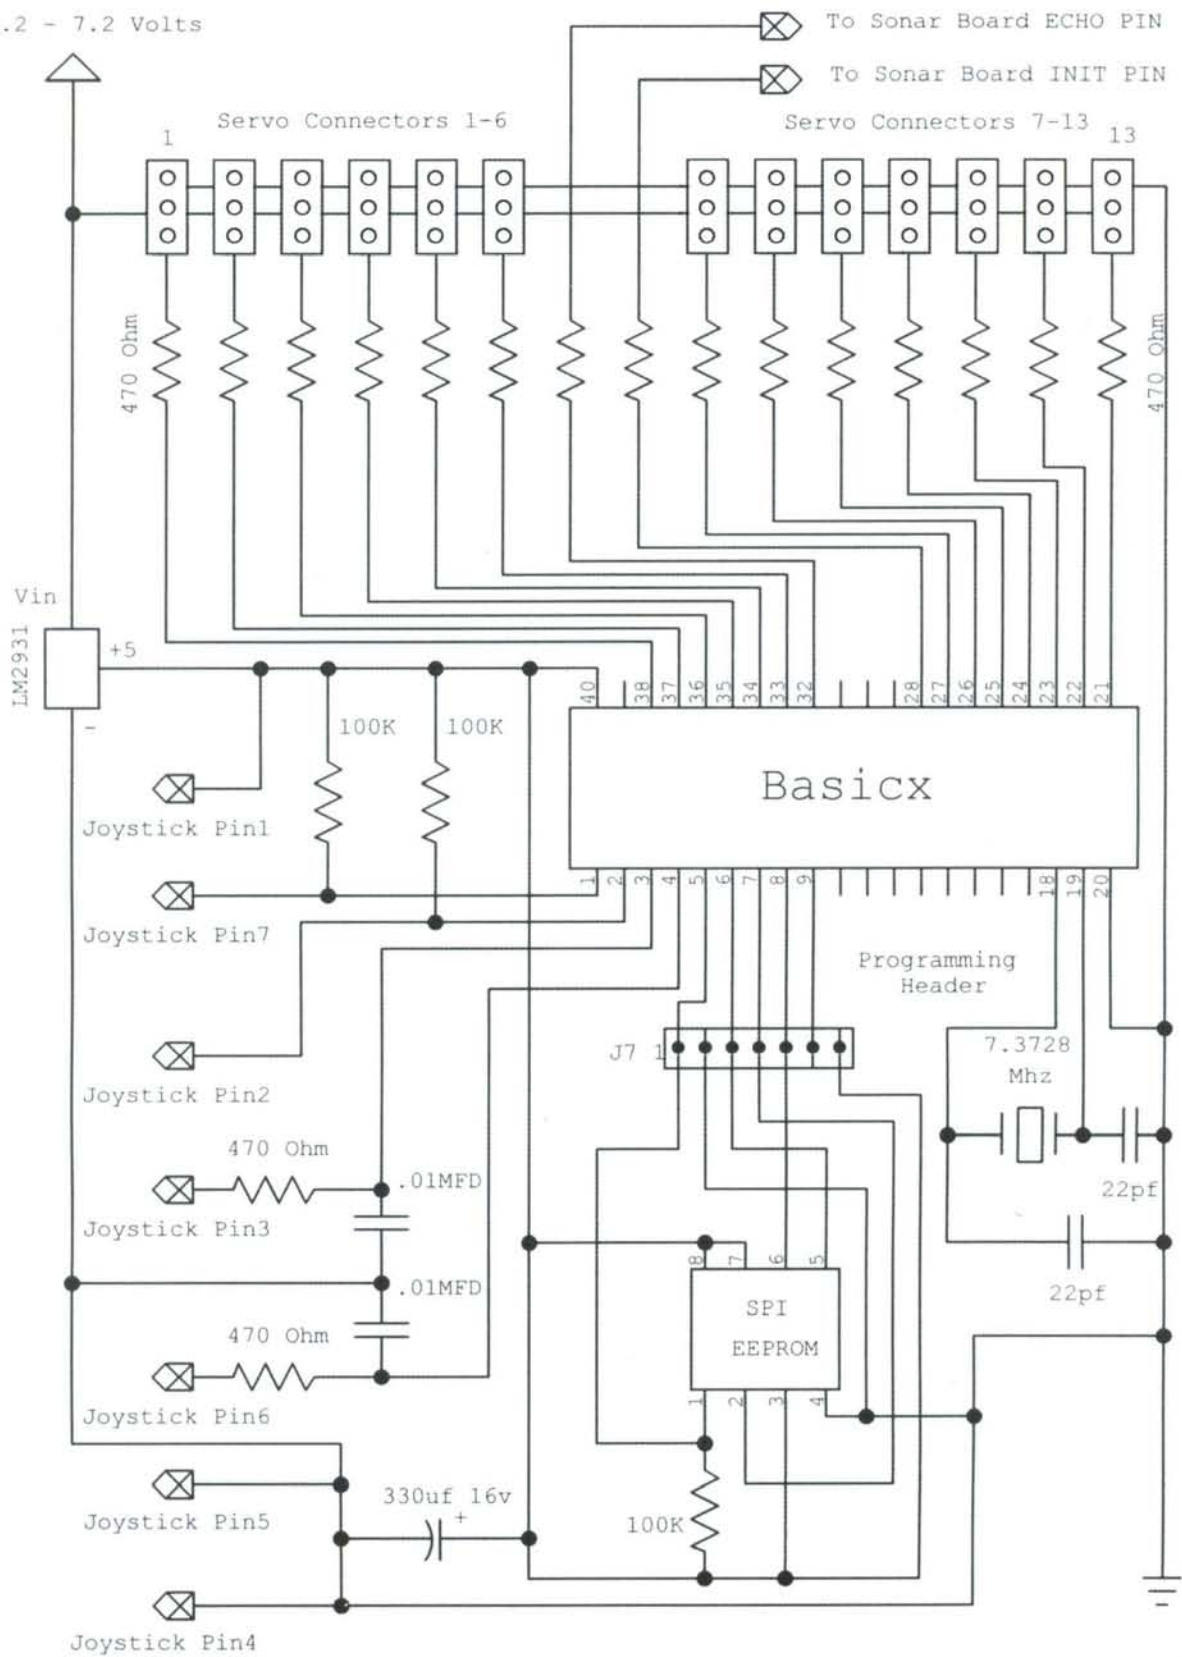 .2 - 7.2 Volts
To Sonar Board ECHO PIN
To Sonar Board INIT PIN
Servo Connectors 1-6
Servo Connectors 7-13
1
13
470 Ohm
470 Ohm
Vin
LM2931
+5
-
40
38
37
36
35
34
33
32
28
27
26
25
24
23
22
21
100K
100K
Basicx
Joystick Pin1
1
2
3
4
5
6
7
8
9
18
19
20
Joystick Pin7
Programming
Header
J7 1
7.3728
Mhz
Joystick Pin2
470 Ohm
.01MFD
22pf
Joystick Pin3
8
7
6
5
.01MFD
22pf
SPI
EEPROM
470 Ohm
1
2
3
4
Joystick Pin6
330uf 16v
+
Joystick Pin5
100K
Joystick Pin4